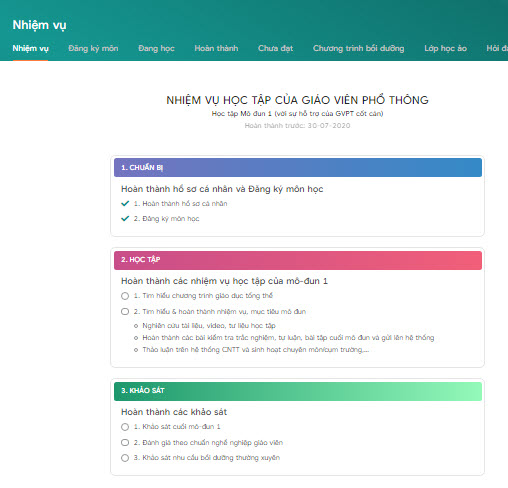 Nhiệm vụ
Nhiệm vụ Đăng ký môn Đang học Hoàn thành Chưa đạt Chương trình bồi dưỡng Lớp học ảo Hỏi
NHIỆM VỤ HỌC TẬP CỦA GIÁO VIÊN PHỔ THÔNG
Học tập Mô đun 1 (với sự hỗ trợ của GVPT cốt cán)
Hoàn thành trước: 30-07-2020
1. CHUẨN BỊ
Hoàn thành hồ sơ cá nhân và Đăng ký môn học
1. Hoàn thành hồ sơ cá nhân
2. Đăng ký môn học
2. HỌC TẬP
Hoàn thành các nhiệm vụ học tập của mô-đun 1
1. Tìm hiểu chương trình giáo dục tổng thể
2. Tìm hiểu & hoàn thành nhiệm vụ, mục tiêu mô đun
Nghiên cứu tài liệu, video, tư liệu học tập
Hoàn thành các bài kiểm tra trắc nghiệm, tự luận, bài tập cuối mô đun và gửi lên hệ thống
Thảo luận trên hệ thống CNTT và sinh hoạt chuyên môn/cụm trường,...
3. KHẢO SÁT
Hoàn thành các khảo sát
1. Khảo sát cuối mô-đun 1
2. Đánh giá theo chuẩn nghề nghiệp giáo viên
3. Khảo sát nhu cầu bồi dưỡng thường xuyên